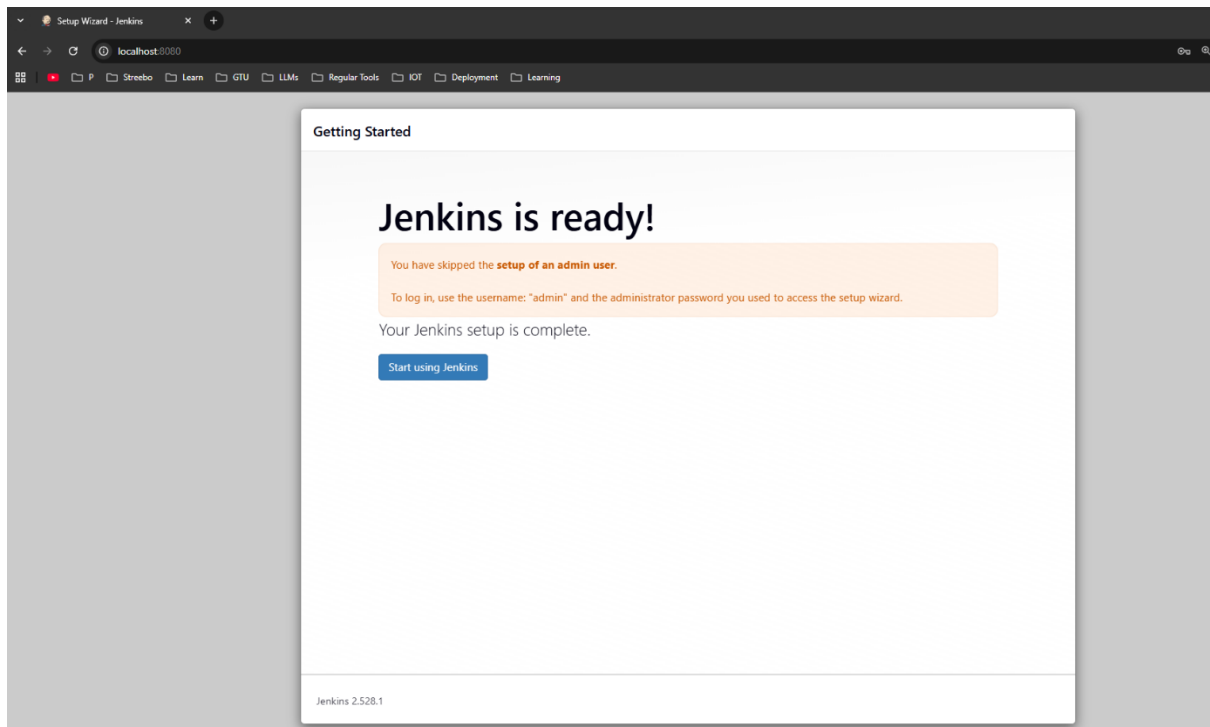 Setup Wizard - Jenkins
localhost:8080
P Streebo Learn GTU LLMs Regular Tools IOT Deployment Learning
Getting Started
Jenkins is ready!
You have skipped the setup of an admin user.
To log in, use the username: "admin" and the administrator password you used to access the setup wizard.
Your Jenkins setup is complete.
Start using Jenkins
Jenkins 2.528.1